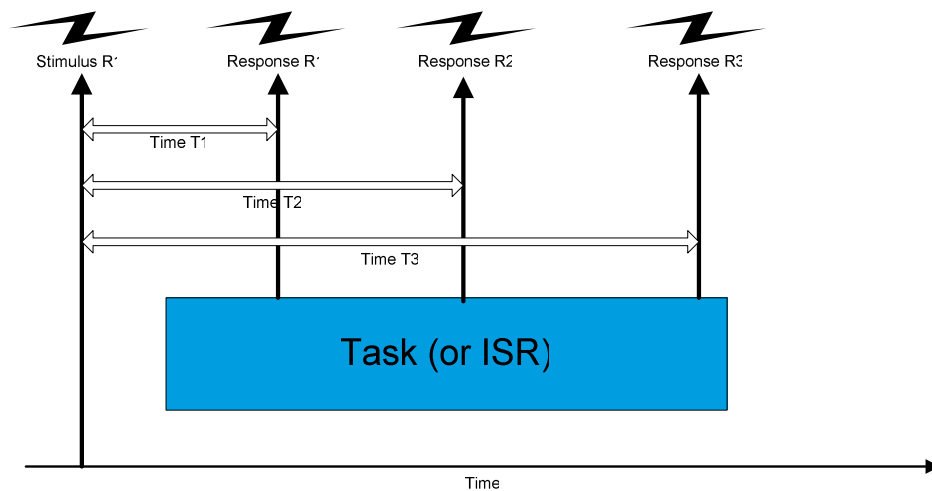 Stimulus R1
Response R1
Response R2
Response R3
Time T1
Time T2
Time T3
Task (or ISR)
Time